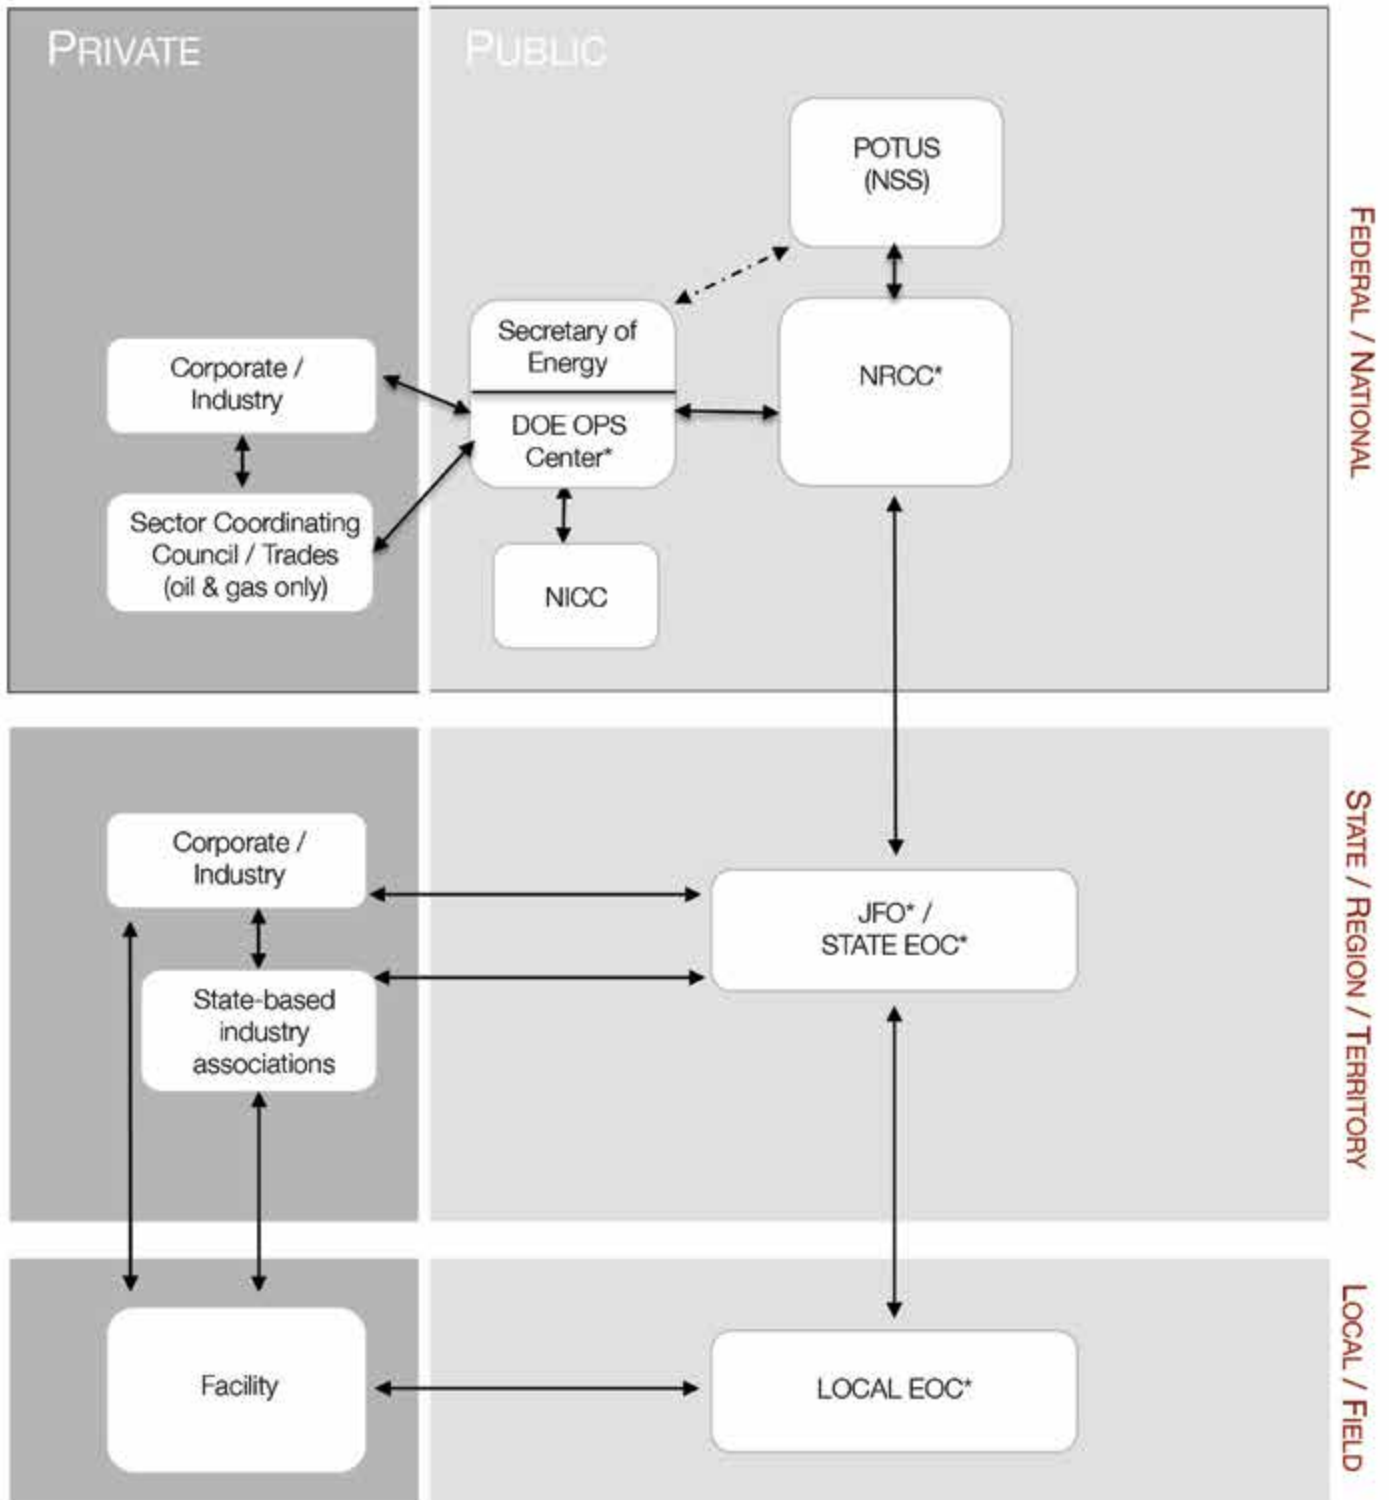 PRIVATE
PUBLIC
POTUS
(NSS)
Secretary of
Energy
DOE OPS
Center*
NRCC*
Corporate /
Industry
Sector Coordinating
Council / Trades
(oil & gas only)
NICC
FEDERAL / NATIONAL
Corporate /
Industry
State-based
industry
associations
JFO* /
STATE EOC*
STATE / REGION / TERRITORY
Facility
LOCAL EOC*
LOCAL / FIELD